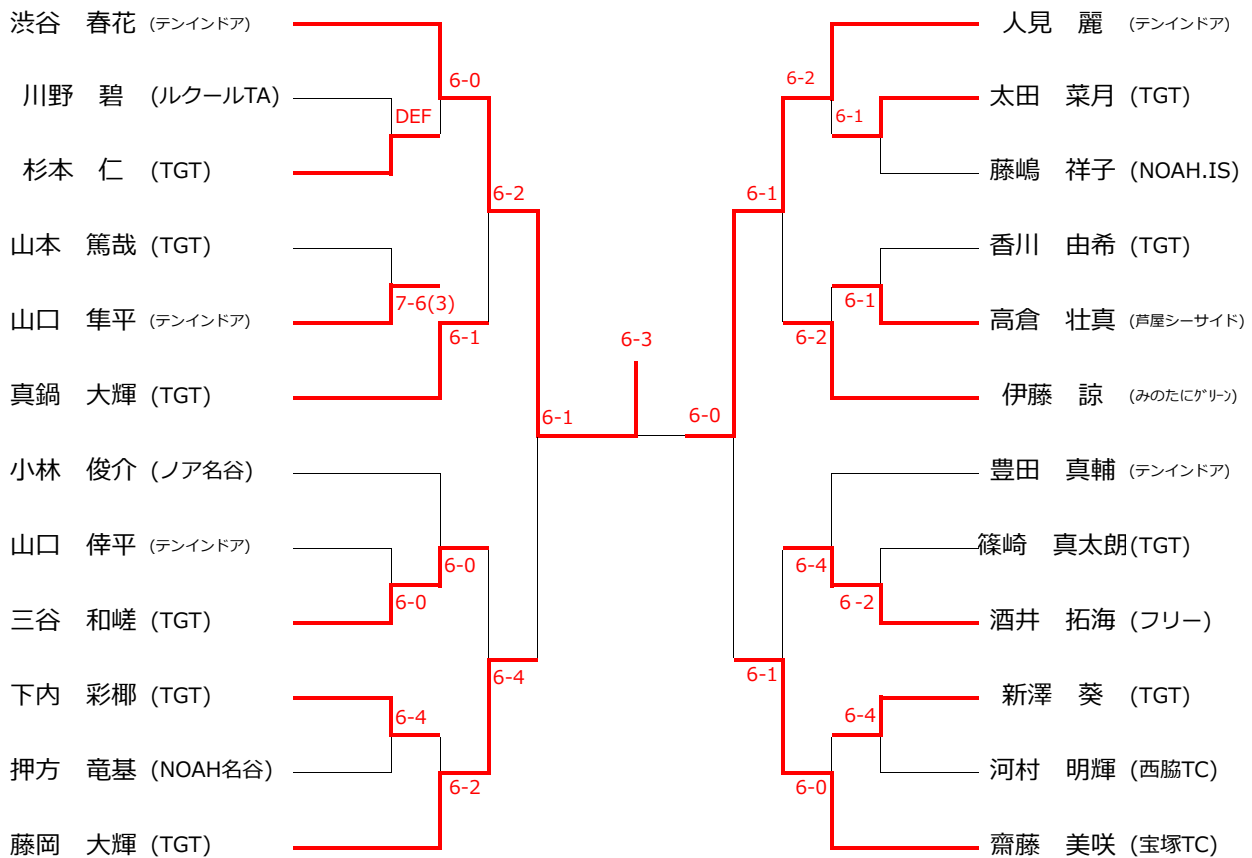 渋谷　春花 (テンインドア)
川野　碧 (ルクールTA)
杉本　仁 (TGT)
山本　篤哉 (TGT)
山口　隼平 (テンインドア)
真鍋　大輝 (TGT)
小林　俊介 (ノア名谷)
山口　倖平 (テンインドア)
三谷　和嵯 (TGT)
下内　彩椰 (TGT)
押方　竜基 (NOAH名谷)
藤岡　大輝 (TGT)
6-0
DEF
6-2
7-6(3)
6-1
6-1
6-0
6-0
6-4
6-4
6-2
6-3
6-2
6-1
6-1
6-1
6-2
6-0
6-4
6-2
6-1
6-4
6-0
人見　麗 (テンインドア)
太田　菜月 (TGT)
藤嶋　祥子 (NOAH.IS)
香川　由希 (TGT)
高倉　壮真 (芦屋シーサイド)
伊藤　諒 (みのたにグリーン)
豊田　真輔 (テンインドア)
篠崎　真太朗(TGT)
酒井　拓海 (フリー)
新澤　葵 (TGT)
河村　明輝 (西脇TC)
齋藤　美咲 (宝塚TC)